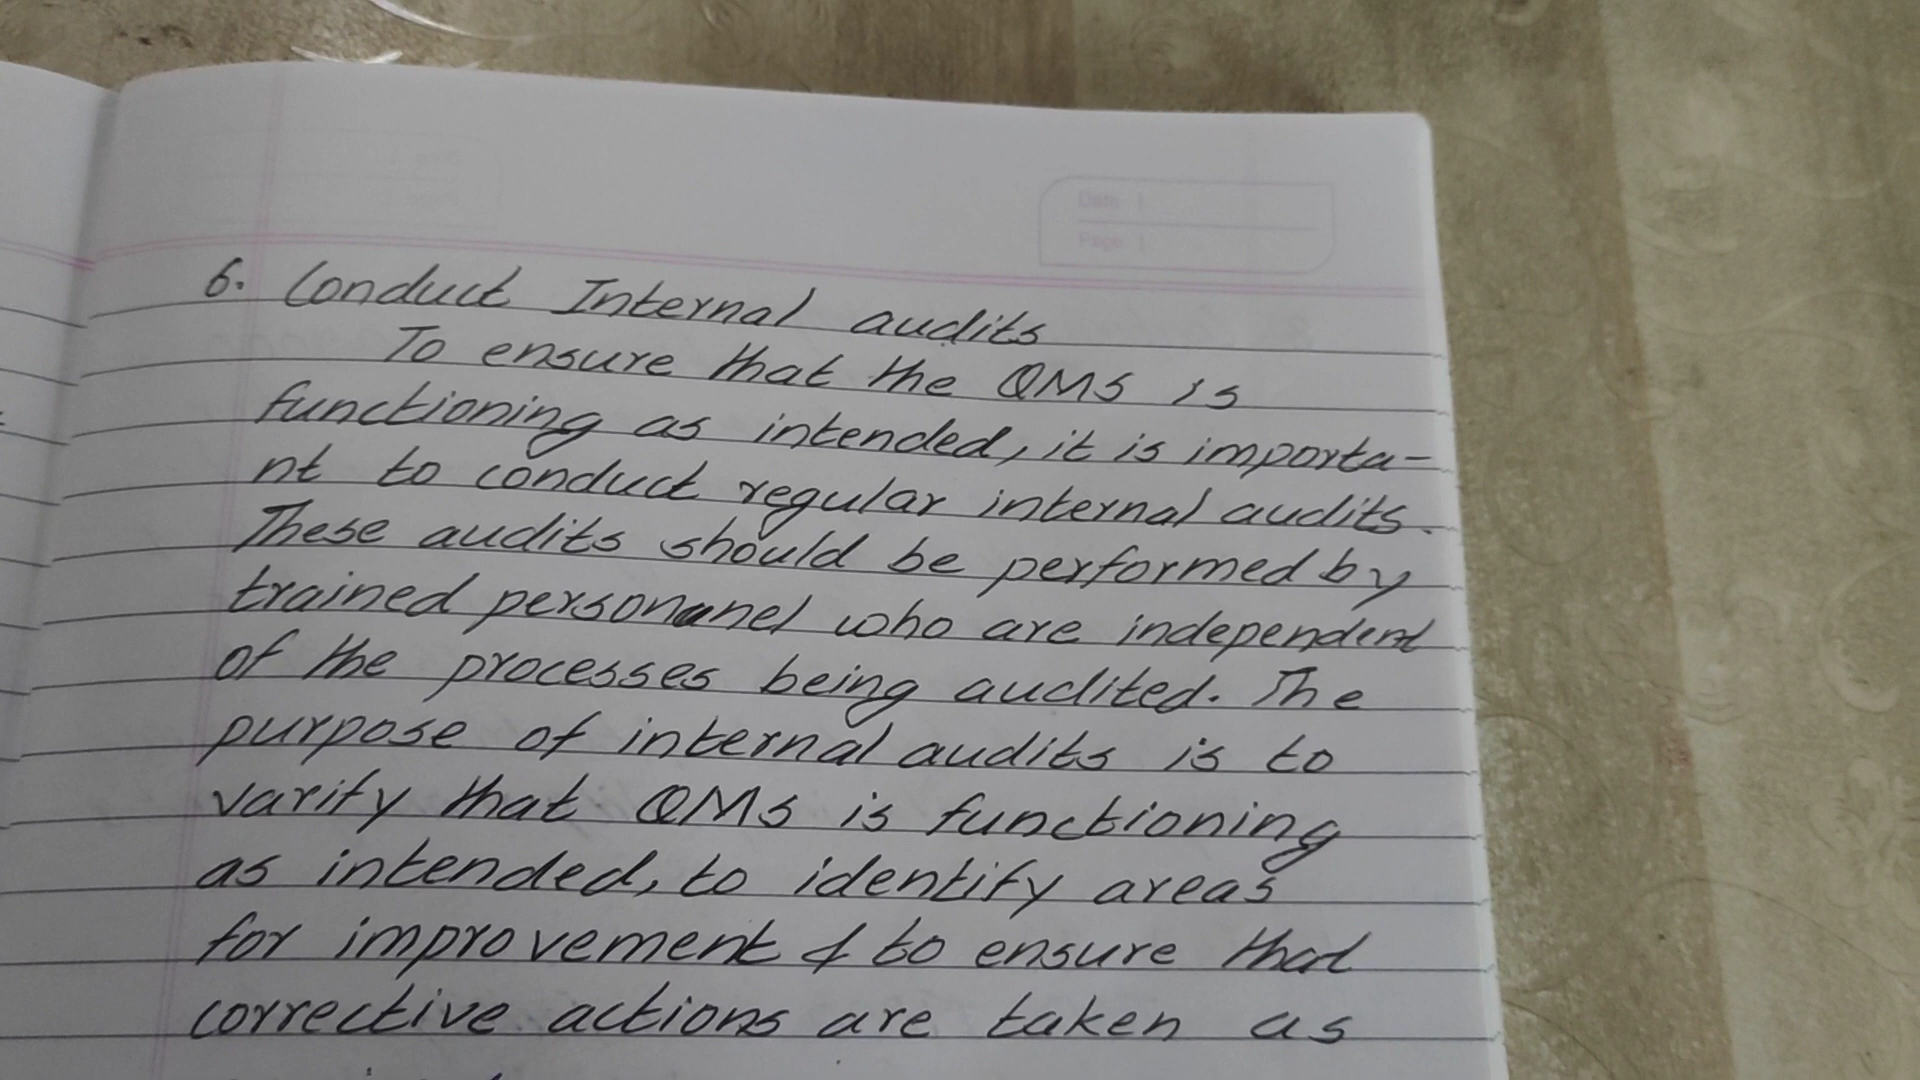 Date
Page
6. Conduct Internal audits
To ensure that the QMS is
functioning as intended, it is importa-
nt to conduct regular internal audits.
These audits should be performed by
trained personanel who are independent
of the processes being audited. The
purpose of internal audits is to
varify that QMS is functioning
as intended, to identify areas
for improvement & to ensure that
corrective actions are taken as